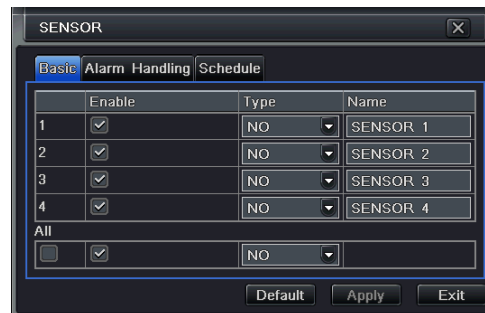 SENSOR
Basic Alarm Handling Schedule
Enable Type Name
1 NO SENSOR 1
2 NO SENSOR 2
3 NO SENSOR 3
4 NO SENSOR 4
All
NO
Default Apply Exit